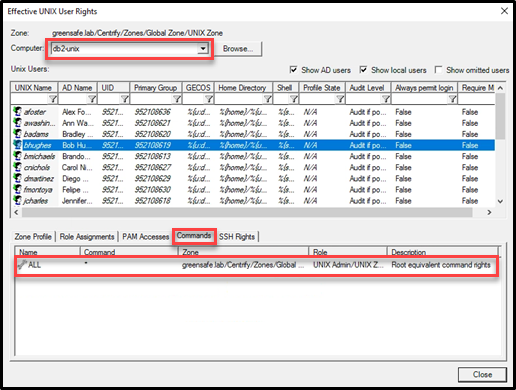 Effective UNIX User Rights
Zone: greensafe.lab/Centrify/Zones/Global Zone/UNIX Zone
Computer: db2-unix Browse...
Unix Users: Show AD users Show local users Show omitted users
UNIX Name AD Name UID Primary Group GECOS Home Directory Shell Profile State Audit Level Always permit login Require M
afoster Alex Fo... 9521... 952108636 %{u:d... %{home}/%{u... %{s... N/A Audit if po... False False
awashin... Ann Wa... 9521... 952108621 %{u:d... %{home}/%{u... %{s... N/A Audit if po... False False
badams Bradley ... 9521... 952108620 %{u:d... %{home}/%{u... %{s... N/A Audit if po... False False
bhughes Bob Hu... 9521... 952108619 %{u:d... %{home}/%{u... %{s... N/A Audit if po... False False
bmichaels Brando... 9521... 952108613 %{u:d... %{home}/%{u... %{s... N/A Audit if po... False False
cnichols Carol Ni... 9521... 952108627 %{u:d... %{home}/%{u... %{s... N/A Audit if po... False False
dmartinez Diego ... 9521... 952108629 %{u:d... %{home}/%{u... %{s... N/A Audit if po... False False
fmontoya Felipe ... 9521... 952108630 %{u:d... %{home}/%{u... %{s... N/A Audit if po... False False
jcharles Jennifer... 9521... 952108618 %{u:d... %{home}/%{u... %{s... N/A Audit if po... False False
Zone Profile Role Assignments PAM Accesses Commands SSH Rights
Name Command Zone Role Description
ALL * greensafe.lab/Centrify/Zones/Global ... UNIX Admin/UNIX Z... Root equivalent command rights
Close